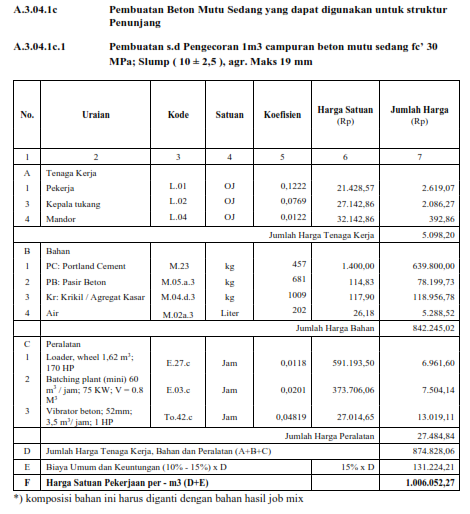 A.3.04.1c Pembuatan Beton Mutu Sedang yang dapat digunakan untuk struktur
Penunjang
A.3.04.1c.1 Pembuatan s.d Pengecoran 1m3 campuran beton mutu sedang fc' 30
MPa; Slump ( 10 ± 2,5 ), agr. Maks 19 mm
No. Uraian Kode Satuan Koefisien Harga Satuan (Rp) Jumlah Harga (Rp)
1 2 3 4 5 6 7
A Tenaga Kerja
1 Pekerja L.01 OJ 0,1222 21.428,57 2.619,07
3 Kepala tukang L.02 OJ 0,0769 27.142,86 2.086,27
4 Mandor L.04 OJ 0,0122 32.142,86 392,86
Jumlah Harga Tenaga Kerja 5.098,20
B Bahan
1 PC: Portland Cement M.23 kg 457 1.400,00 639.800,00
2 PB: Pasir Beton M.05.a.3 kg 681 114,83 78.199,73
3 Kr: Krikil / Agregat Kasar M.04.d.3 kg 1009 117,90 118.956,78
4 Air M.02a.3 Liter 202 26,18 5.288,52
Jumlah Harga Bahan 842.245,02
C Peralatan
1 Loader, wheel 1,62 m³;
170 HP E.27.c Jam 0,0118 591.193,50 6.961,60
2 Batching plant (mini) 60
m³ / jam; 75 KW; V = 0.8 E.03.c Jam 0,0201 373.706,06 7.504,14
M³
3 Vibrator beton; 52mm;
3,5 m³/ jam; 1 HP To.42.c Jam 0,04819 27.014,65 13.019,11
Jumlah Harga Peralatan 27.484,84
D Jumlah Harga Tenaga Kerja, Bahan dan Peralatan (A+B+C) 874.828,06
E Biaya Umum dan Keuntungan (10% - 15%) x D 15% x D 131.224,21
F Harga Satuan Pekerjaan per - m3 (D+E) 1.006.052,27
*) komposisi bahan ini harus diganti dengan bahan hasil job mix